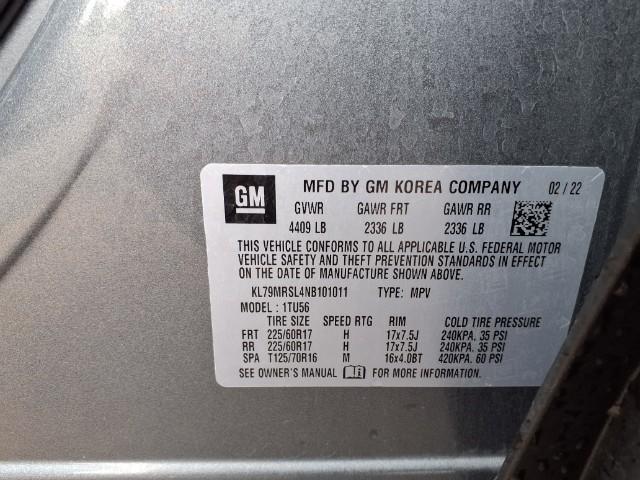 GM MFD BY GM KOREA COMPANY 02 / 22
GVWR GAWR FRT GAWR RR
4409 LB 2336 LB 2336 LB
THIS VEHICLE CONFORMS TO ALL APPLICABLE U.S. FEDERAL MOTOR
VEHICLE SAFETY AND THEFT PREVENTION STANDARDS IN EFFECT
ON THE DATE OF MANUFACTURE SHOWN ABOVE.
KL79MRSL4NB101011 TYPE: MPV
MODEL : 1TU56
TIRE SIZE SPEED RTG RIM COLD TIRE PRESSURE
FRT 225/60R17 H 17x7.5J 240KPA. 35 PSI
RR 225/60R17 H 17x7.5J 240KPA. 35 PSI
SPA T125/70R16 M 16x4.0BT 420KPA. 60 PSI
SEE OWNER'S MANUAL FOR MORE INFORMATION.